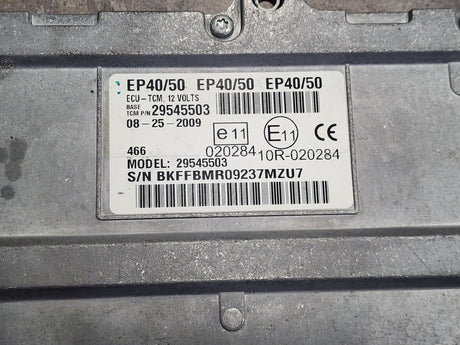 EP40/50 EP40/50 EP40/50
ECU-TCM, 12 VOLTS
BASE
TCM P/N 29545503
08-25-2009
e11
E11
CE
466
020284
10R-020284
MODEL: 29545503
S/N BKFFBMR09237MZU7